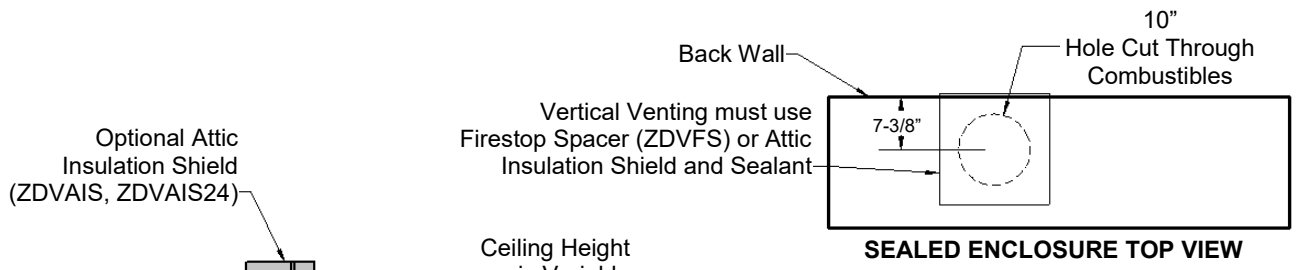 10”
Hole Cut Through
Combustibles
Back Wall
Vertical Venting must use
Firestop Spacer (ZDVFS) or Attic
Insulation Shield and Sealant
7-3/8”
Optional Attic
Insulation Shield
(ZDVAIS, ZDVAIS24)
SEALED ENCLOSURE TOP VIEW
Ceiling Height